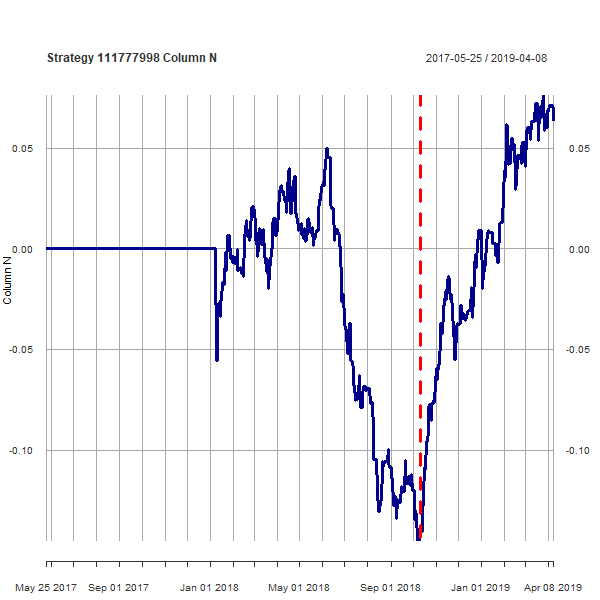 Strategy 111777998 Column N 2017-05-25 / 2019-04-08
0.05 0.05
0.00 0.00
Column N
-0.05 -0.05
-0.10 -0.10
May 25 2017 Sep 01 2017 Jan 01 2018 May 01 2018 Sep 01 2018 Jan 01 2019 Apr 08 2019